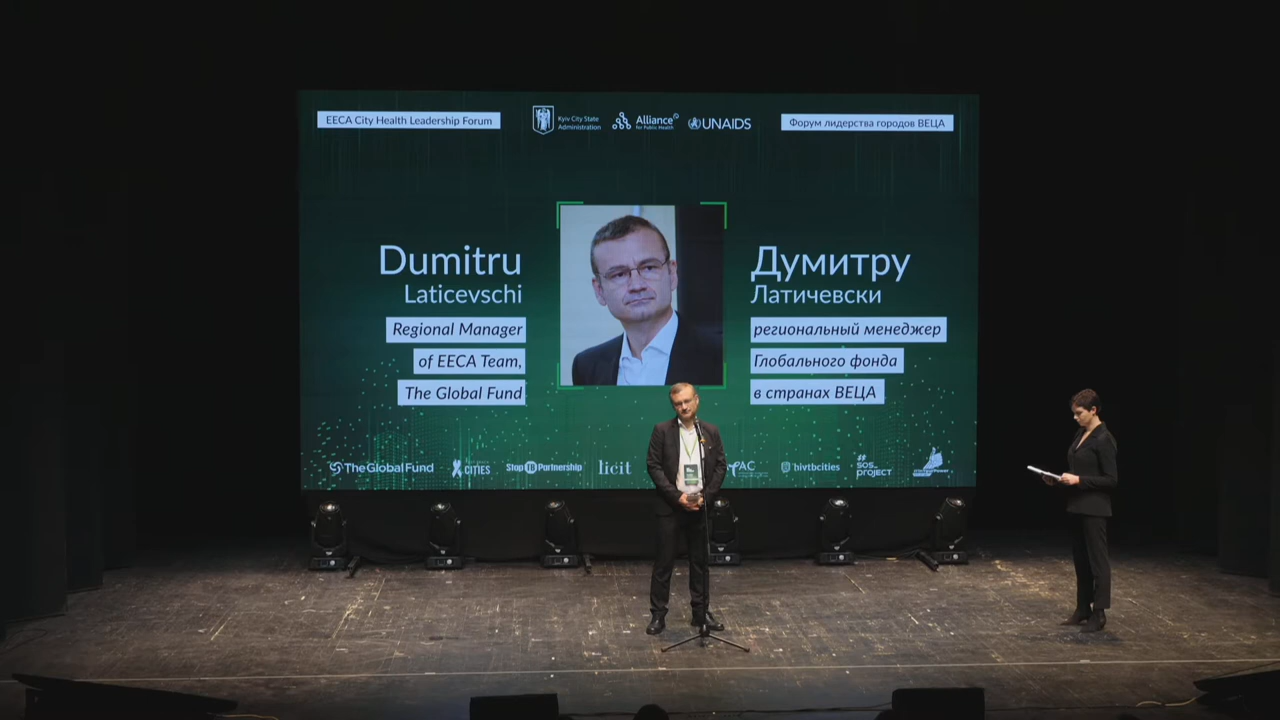 EECA City Health Leadership Forum
Kyiv City State
Administration
Alliance
for Public Health
UNAIDS
Форум лидерства городов ВЕЦА
Dumitru
Laticevschi
Regional Manager
of EECA Team,
The Global Fund
Думитру
Латичевски
региональный менеджер
Глобального фонда
в странах ВЕЦА
The Global Fund
CITIES
Stop TB Partnership
licit
PAC
hivtbcities
#SOS_
PROJECT